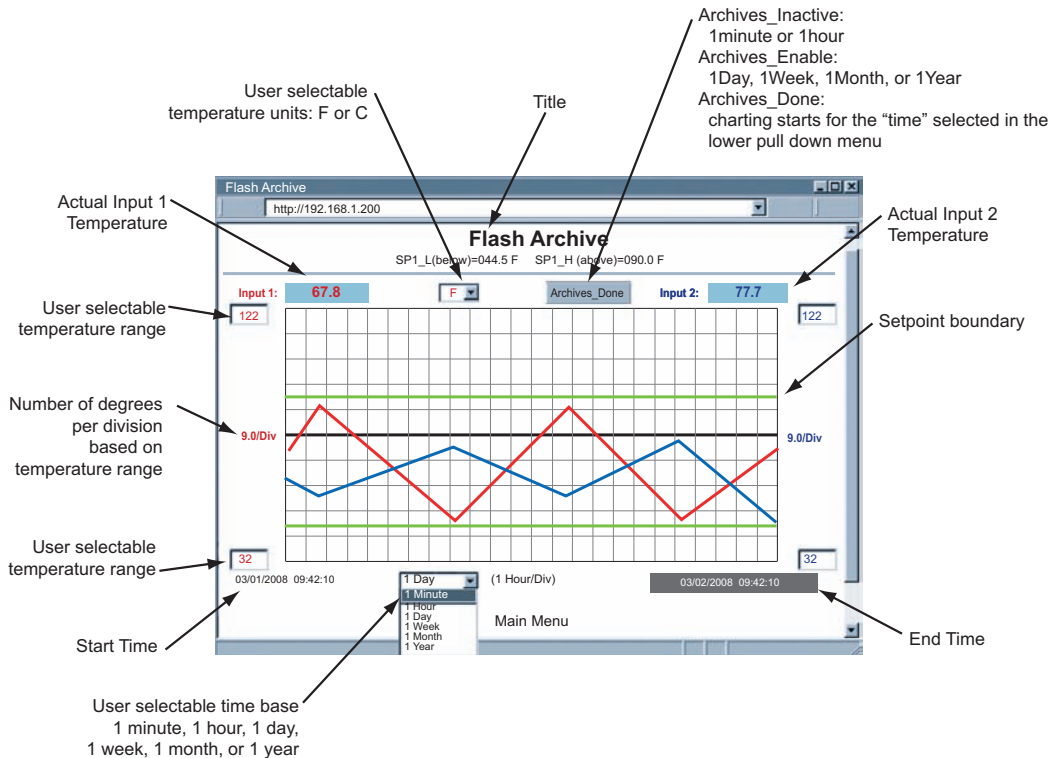 Archives_Inactive:
1minute or 1hour
Archives_Enable:
1Day, 1Week, 1Month, or 1Year
Archives_Done:
charting starts for the “time” selected in the
lower pull down menu
User selectable
temperature units: F or C
Title
Actual Input 1
Temperature
Actual Input 2
Temperature
Flash Archive
http://192.168.1.200
Flash Archive
SP1_L(below)=044.5 F SP1_H (above)=090.0 F
Input 1: 67.8 F Archives_Done Input 2: 77.7
User selectable
temperature range
122
122
Setpoint boundary
Number of degrees
per division
based on
temperature range
9.0/Div
9.0/Div
User selectable
temperature range
32
32
03/01/2008 09:42:10
1 Day (1 Hour/Div)
03/02/2008 09:42:10
1 Minute
1 Hour
1 Day
1 Week
1 Month
1 Year
Main Menu
Start Time
End Time
User selectable time base
1 minute, 1 hour, 1 day,
1 week, 1 month, or 1 year